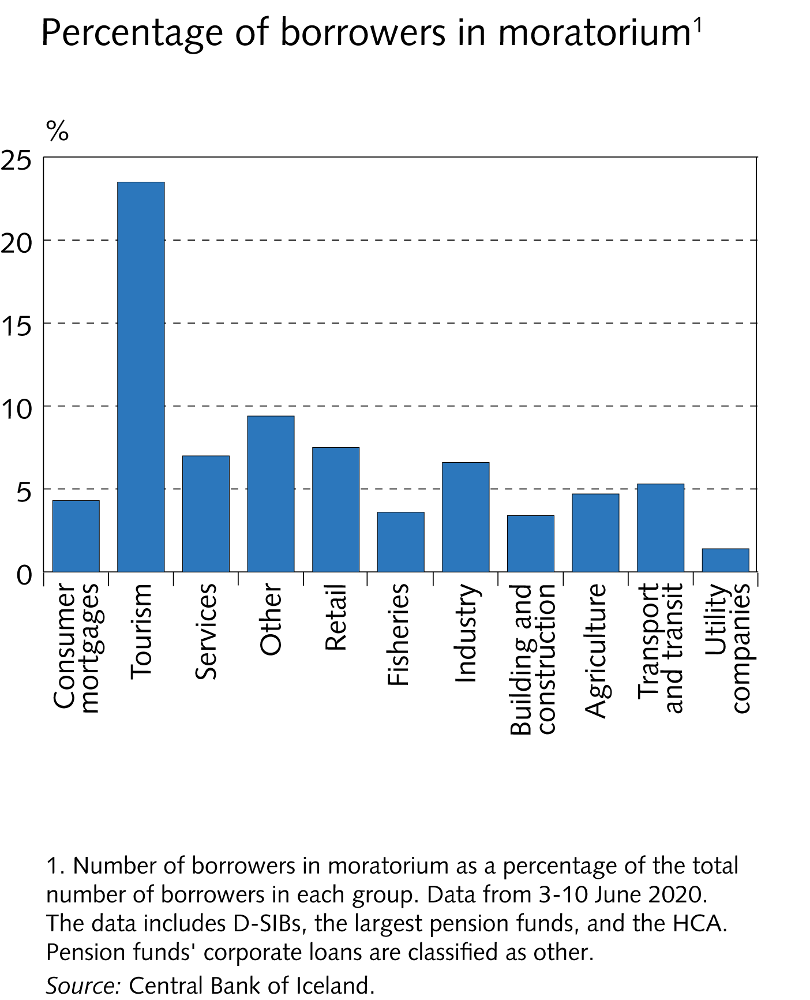 Percentage of borrowers in moratorium¹
%
25
20
15
10
5
0
Consumer
mortgages
Tourism
Services
Other
Retail
Fisheries
Industry
Building and
construction
Agriculture
Transport
and transit
Utility
companies
1. Number of borrowers in moratorium as a percentage of the total
number of borrowers in each group. Data from 3-10 June 2020.
The data includes D-SIBs, the largest pension funds, and the HCA.
Pension funds' corporate loans are classified as other.
Source: Central Bank of Iceland.